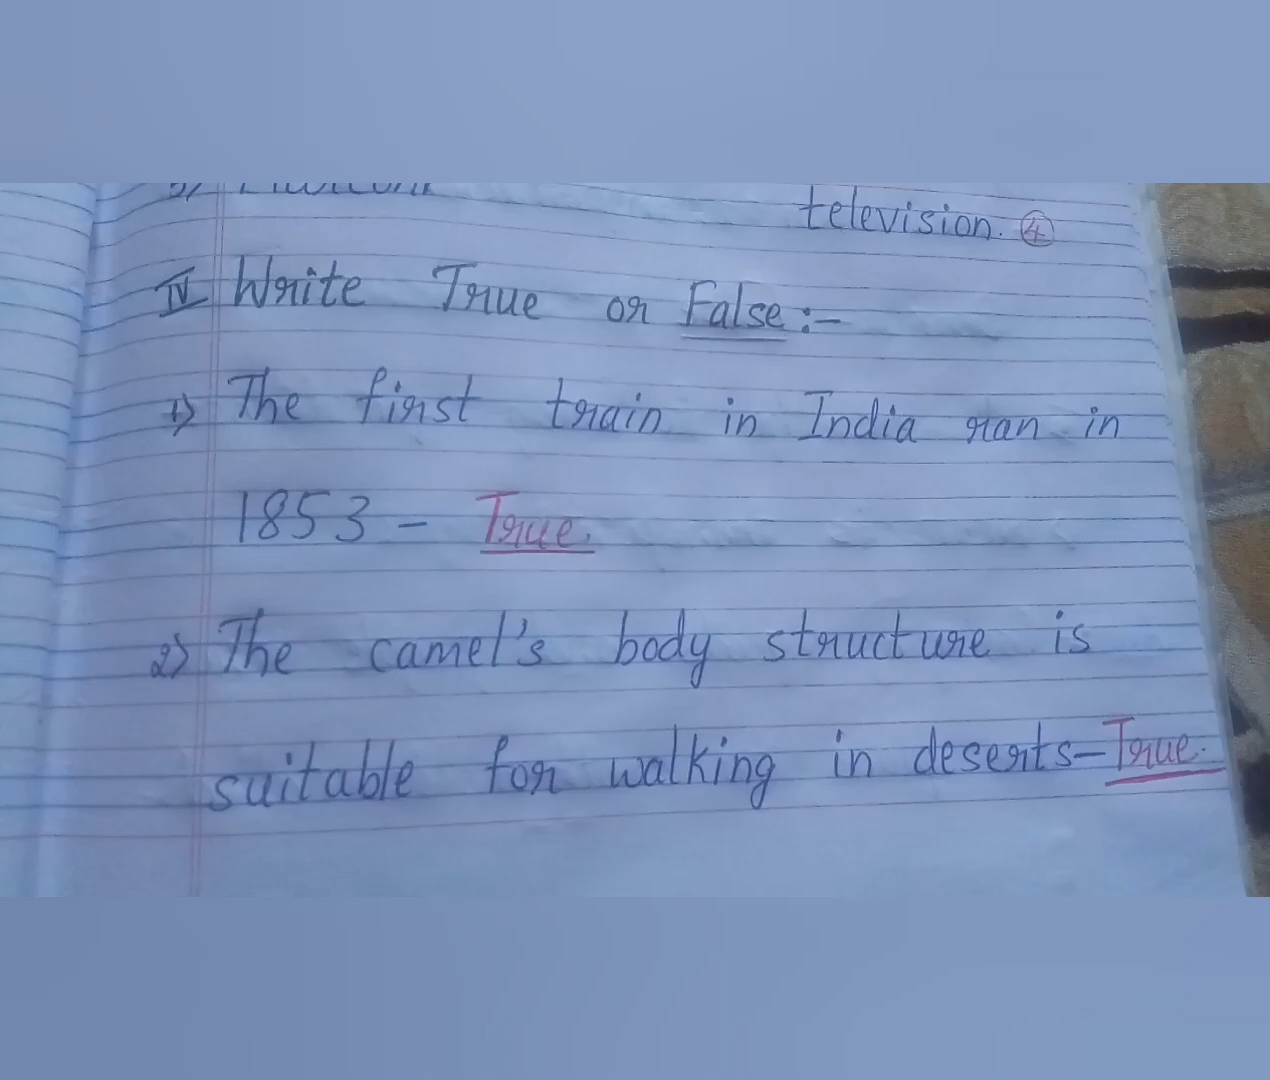 television. ④
IV Write True or False :-
1) The first train in India ran in
1853 - True.
2) The camel's body structure is
suitable for walking in deserts - True.